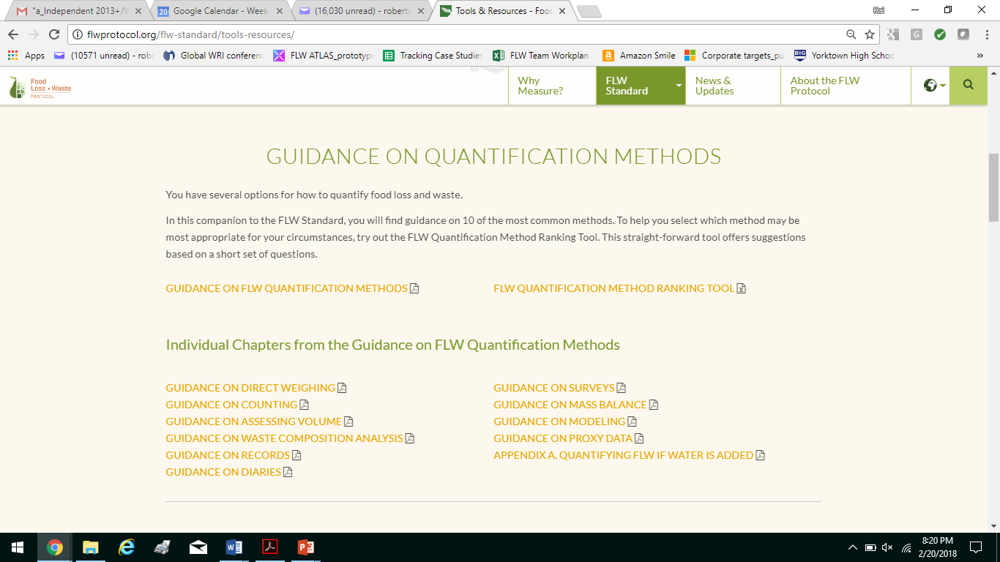 "a_Independent 2013+/W
Google Calendar - Week
(16,030 unread) - roberts
Tools & Resources - Food
Kai
flwprotocol.org/flw-standard/tools-resources/
Apps
(10571 unread) - robe
Global WRI conferenc
FLW ATLAS_prototype
Tracking Case Studies
FLW Team Workplan
Amazon Smile
Corporate targets_pu
BIG
Yorktown High Schoo
»
Food
Loss + Waste
PROTOCOL
Why
Measure?
FLW
Standard
News &
Updates
About the FLW
Protocol
GUIDANCE ON QUANTIFICATION METHODS
You have several options for how to quantify food loss and waste.
In this companion to the FLW Standard, you will find guidance on 10 of the most common methods. To help you select which method may be
most appropriate for your circumstances, try out the FLW Quantification Method Ranking Tool. This straight-forward tool offers suggestions
based on a short set of questions.
GUIDANCE ON FLW QUANTIFICATION METHODS
FLW QUANTIFICATION METHOD RANKING TOOL
Individual Chapters from the Guidance on FLW Quantification Methods
GUIDANCE ON DIRECT WEIGHING
GUIDANCE ON COUNTING
GUIDANCE ON ASSESSING VOLUME
GUIDANCE ON WASTE COMPOSITION ANALYSIS
GUIDANCE ON RECORDS
GUIDANCE ON DIARIES
GUIDANCE ON SURVEYS
GUIDANCE ON MASS BALANCE
GUIDANCE ON MODELING
GUIDANCE ON PROXY DATA
APPENDIX A. QUANTIFYING FLW IF WATER IS ADDED
8:20 PM
2/20/2018